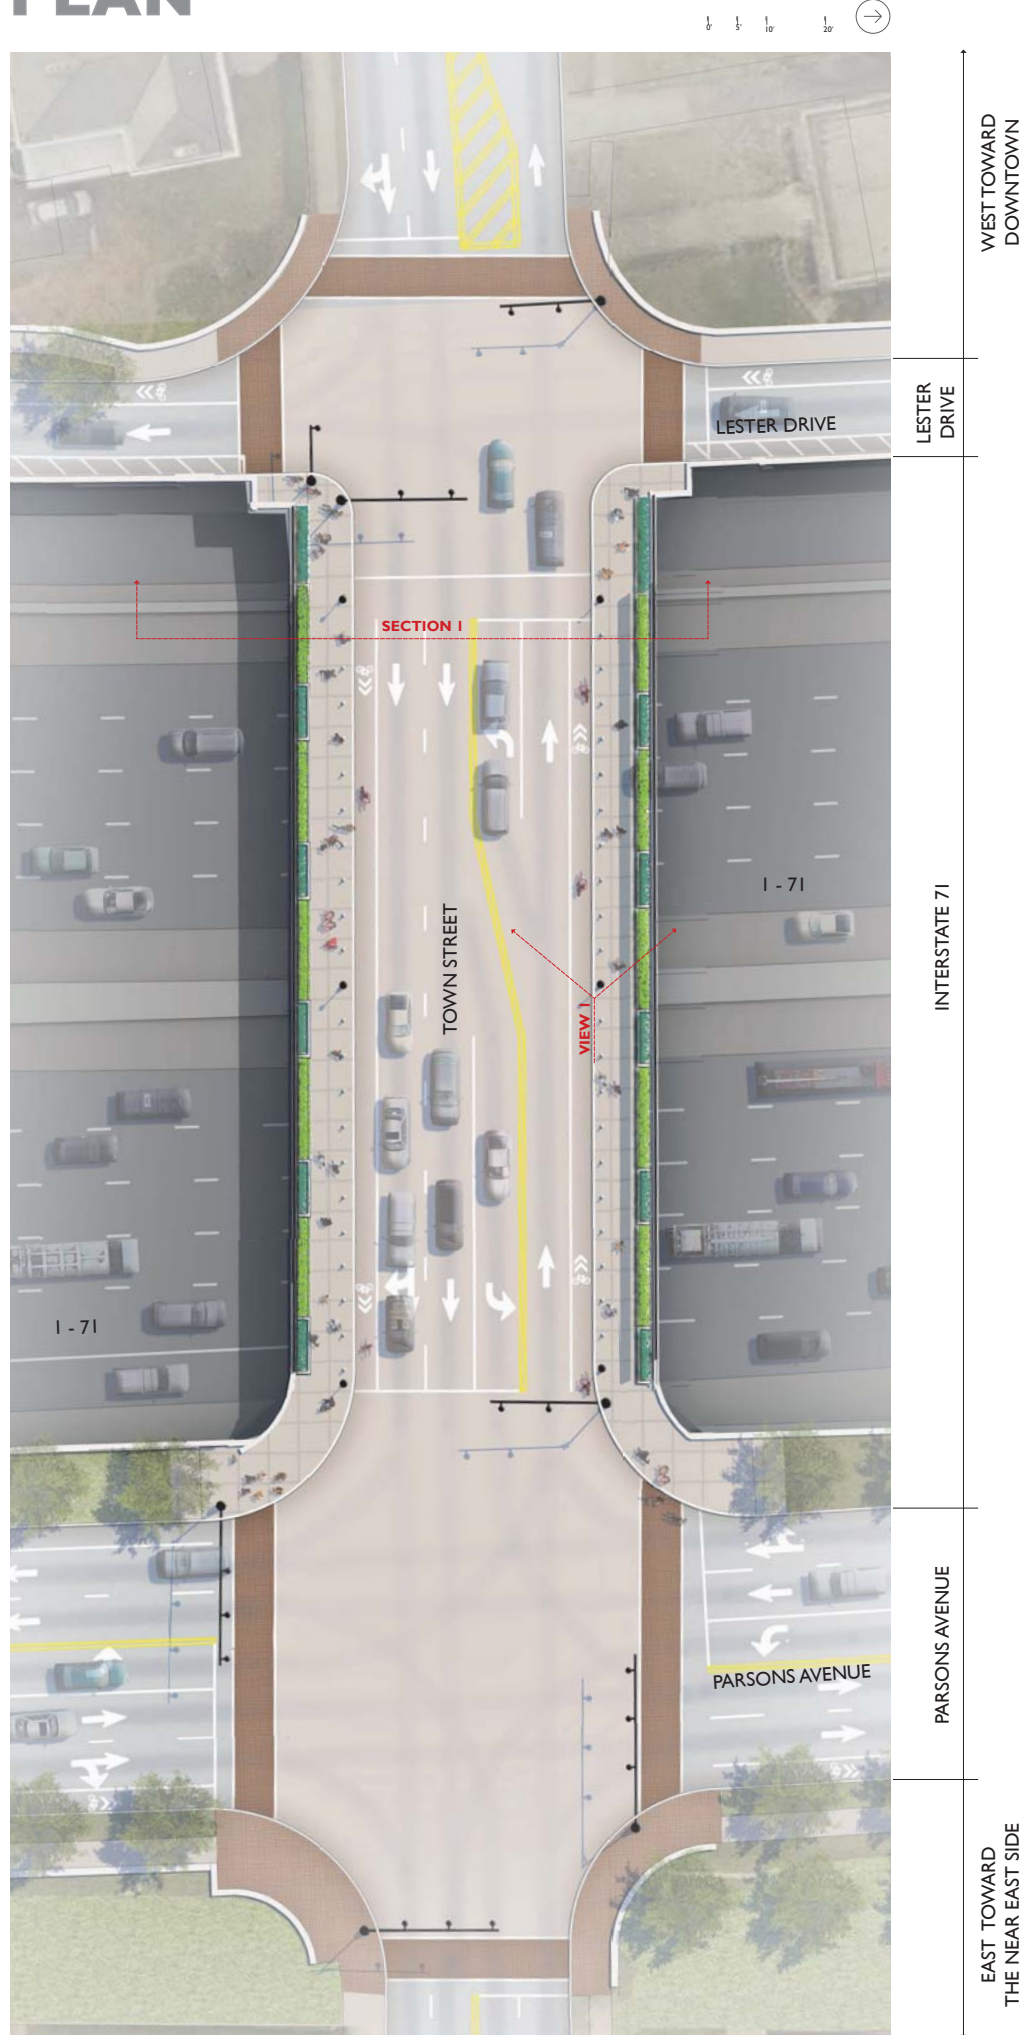 PLAN
0' 5' 10' 20'
WEST TOWARD
DOWNTOWN
LESTER
DRIVE
LESTER DRIVE
SECTION 1
I - 71
TOWN STREET
INTERSTATE 71
VIEW 1
I - 71
PARSONS AVENUE
PARSONS AVENUE
EAST TOWARD
THE NEAR EAST SIDE